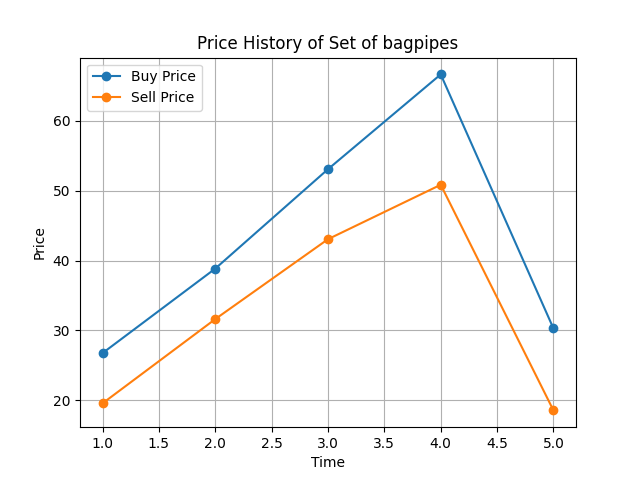 Price History of Set of bagpipes
Buy Price
Sell Price
Price
60
50
40
30
20
1.0 1.5 2.0 2.5 3.0 3.5 4.0 4.5 5.0
Time